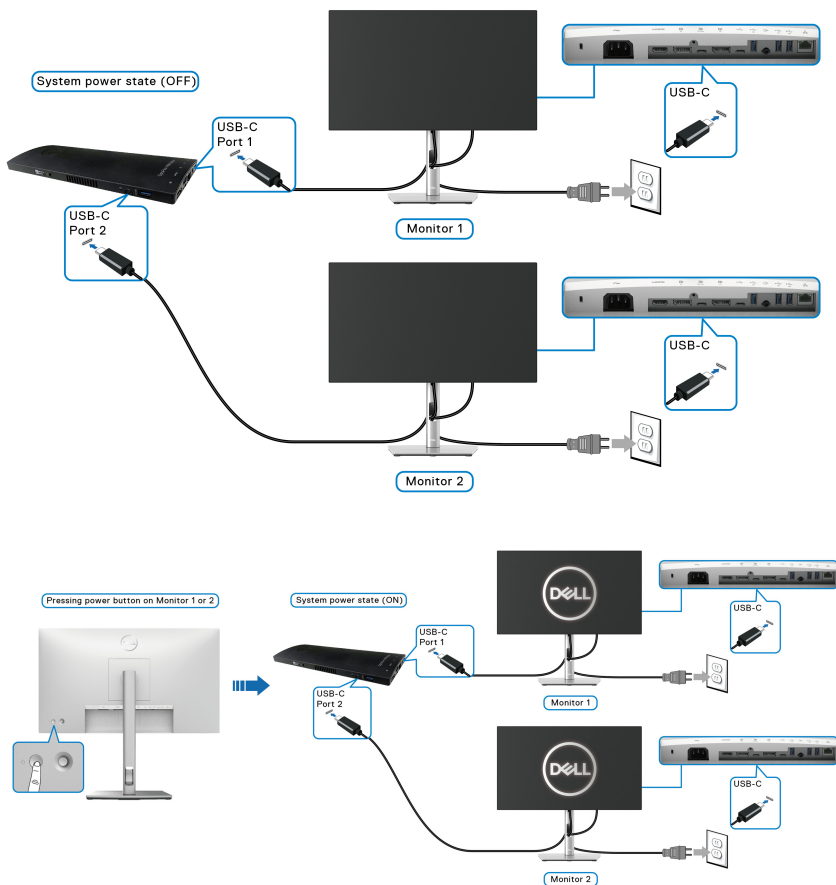 System power state (OFF)
USB-C
Port 1
USB-C
Port 2
USB-C
Monitor 1
USB-C
Monitor 2
Pressing power button on Monitor 1 or 2
System power state (ON)
USB-C
Port 1
USB-C
Port 2
DELL
USB-C
Monitor 1
DELL
USB-C
Monitor 2